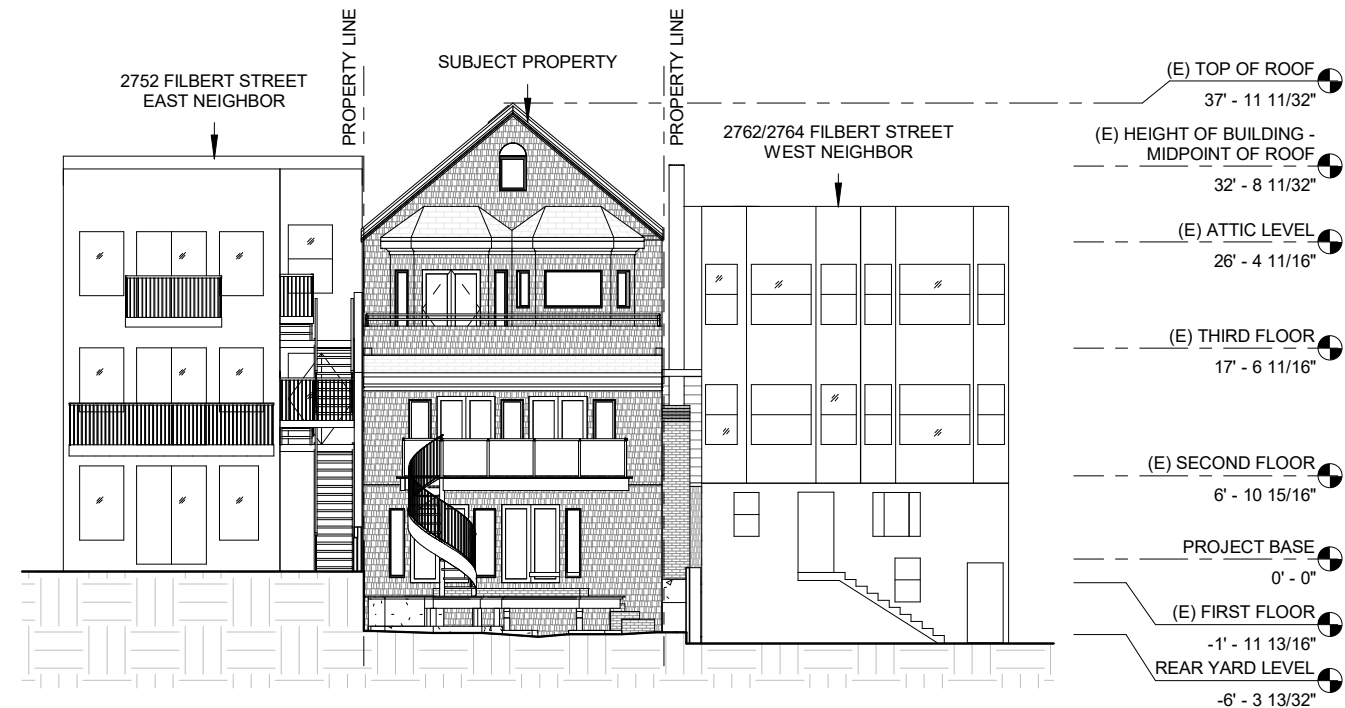 PROPERTY LINE
PROPERTY LINE
SUBJECT PROPERTY
2752 FILBERT STREET
EAST NEIGHBOR
2762/2764 FILBERT STREET
WEST NEIGHBOR
(E) TOP OF ROOF
37' - 11 11/32"
(E) HEIGHT OF BUILDING -
MIDPOINT OF ROOF
32' - 8 11/32"
(E) ATTIC LEVEL
26' - 4 11/16"
(E) THIRD FLOOR
17' - 6 11/16"
(E) SECOND FLOOR
6' - 10 15/16"
PROJECT BASE
0' - 0"
(E) FIRST FLOOR
-1' - 11 13/16"
REAR YARD LEVEL
-6' - 3 13/32"